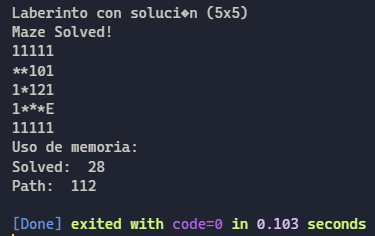 Laberinto con soluci�n (5x5)
Maze Solved!
11111
**101
1*121
1***E
11111
Uso de memoria:
Solved:  28
Path:  112
[Done] exited with code=0 in 0.103 seconds